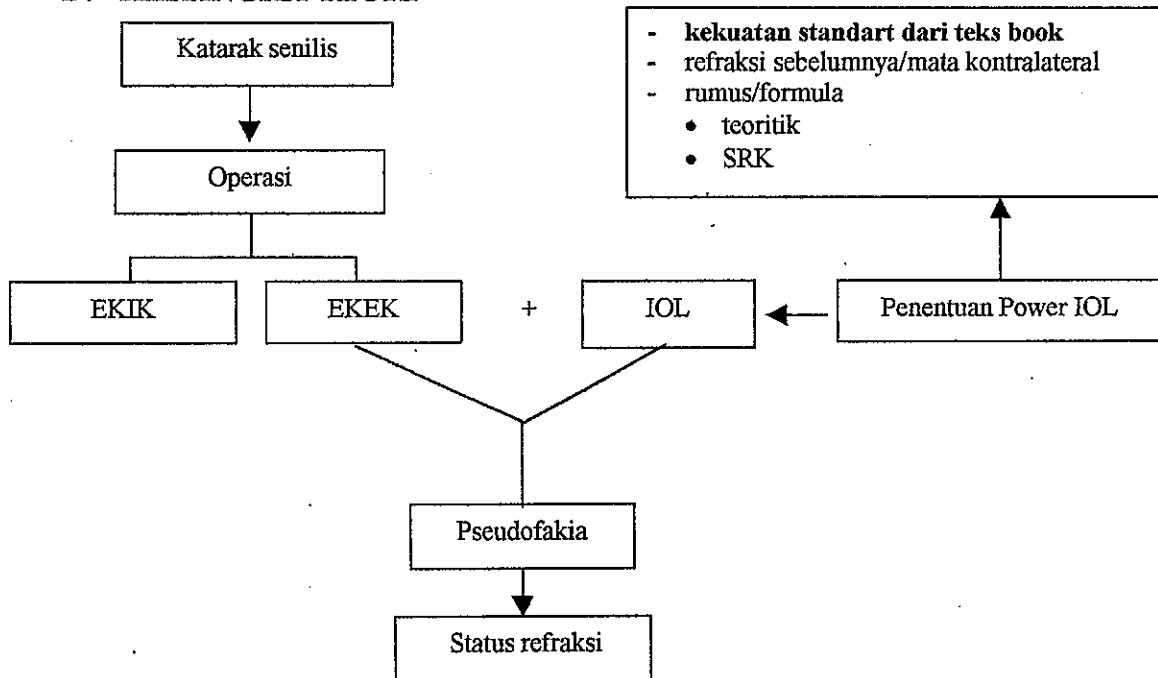 Katarak senilis
Operasi
EKIK
EKEK
+
IOL
Penentuan Power IOL
- kekuatan standart dari teks book
- refraksi sebelumnya/mata kontralateral
- rumus/formula
• teoritik
• SRK
Pseudofakia
Status refraksi